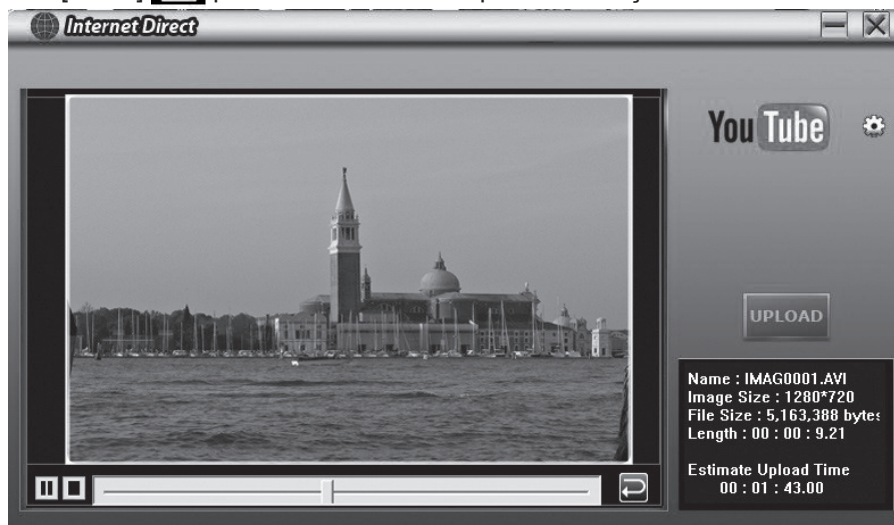 Internet Direct
You Tube
UPLOAD
Name : IMAG0001.AVI
Image Size : 1280*720
File Size : 5,163,388 bytes
Length : 00 : 00 : 9.21
Estimate Upload Time
00 : 01 : 43.00